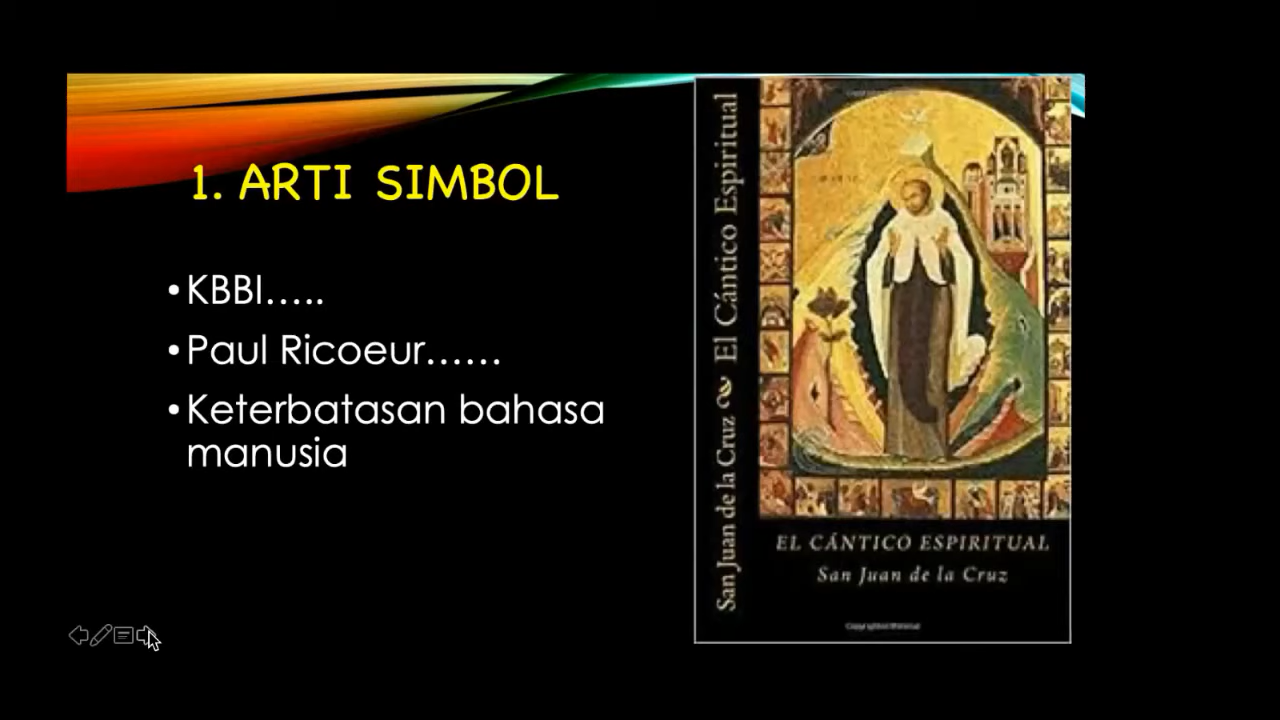 1. ARTI SIMBOL
•KBBI…..
•Paul Ricoeur……
•Keterbatasan bahasa
manusia
San Juan de la Cruz El Cántico Espiritual
EL CÁNTICO ESPIRITUAL
San Juan de la Cruz